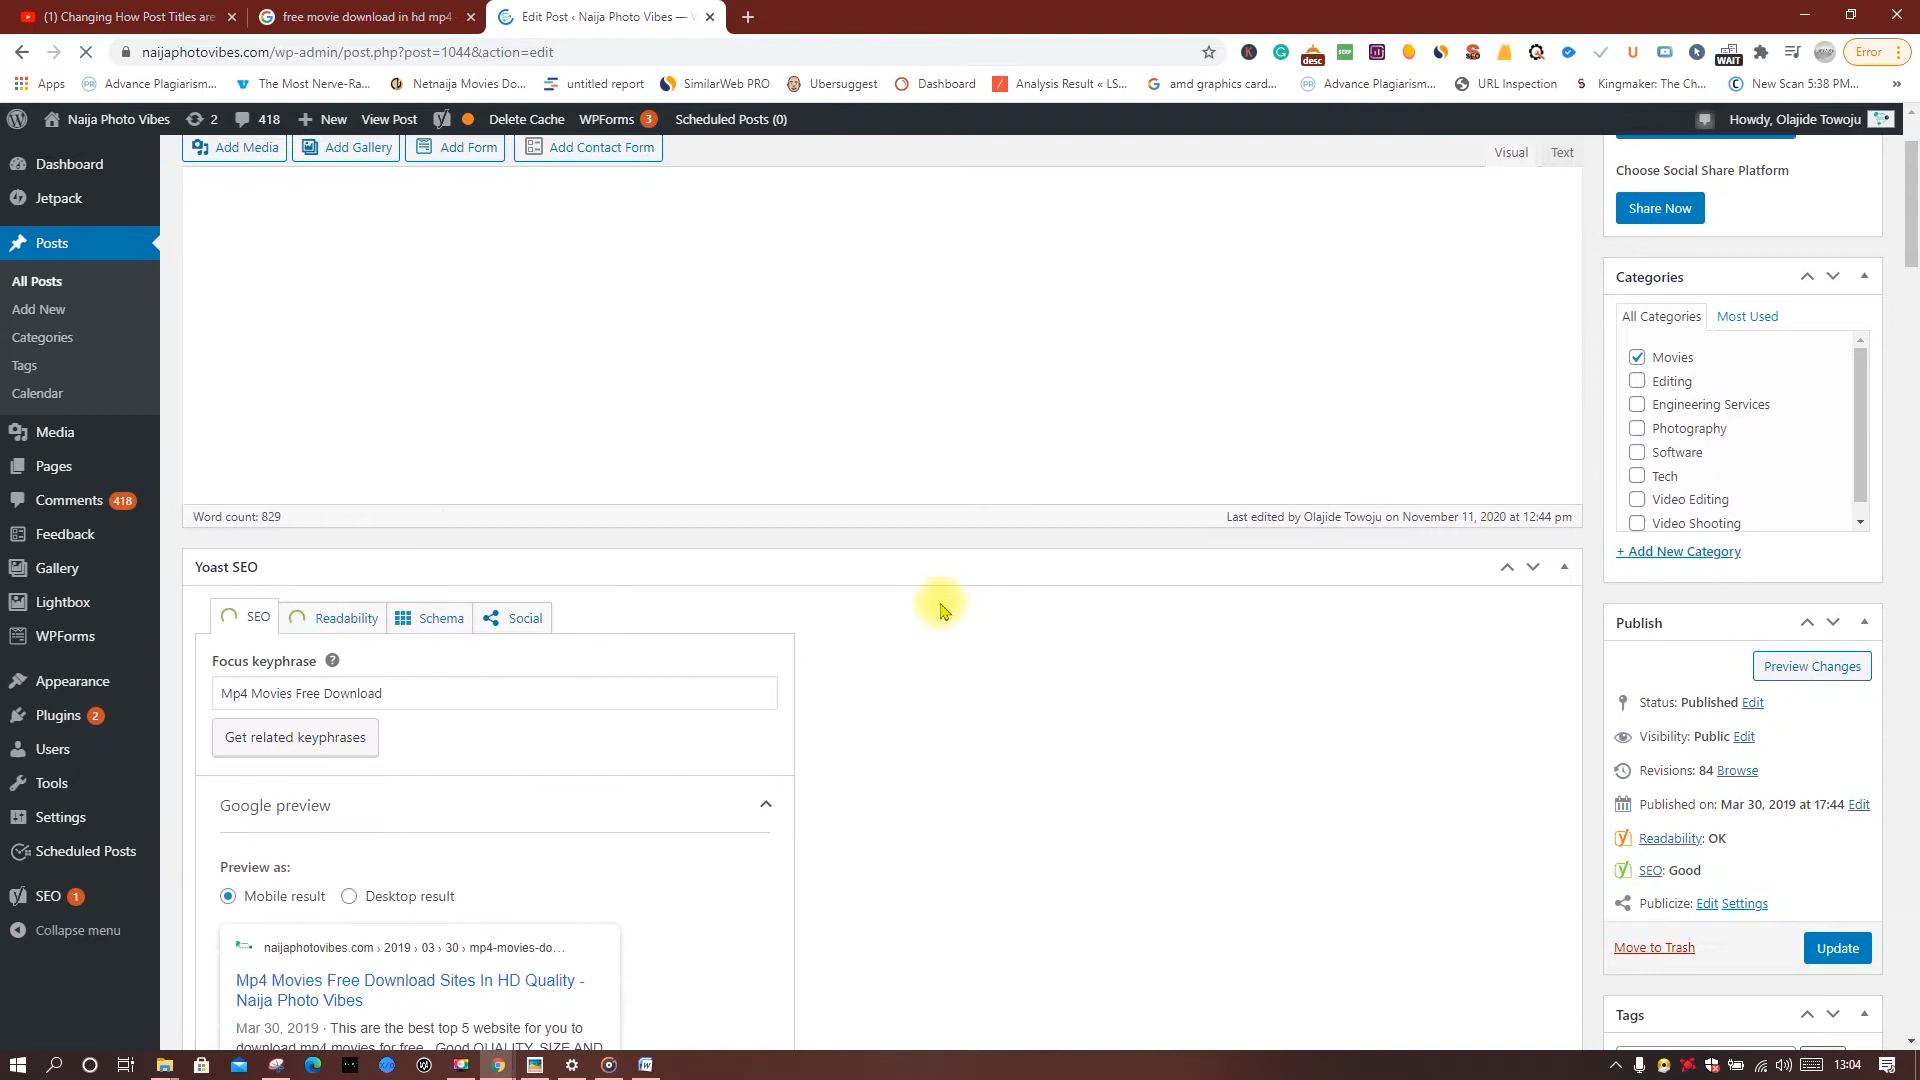 (1) Changing How Post Titles are
free movie download in hd mp4
Edit Post ‹ Naija Photo Vibes —
naijaphotovibes.com/wp-admin/post.php?post=1044&action=edit
desc
WAIT
Error
Apps
Advance Plagiarism...
The Most Nerve-Ra...
Netnaija Movies Do...
untitled report
SimilarWeb PRO
Ubersuggest
Dashboard
Analysis Result « LS...
amd graphics card...
Advance Plagiarism...
URL Inspection
Kingmaker: The Ch...
New Scan 5:38 PM...
Naija Photo Vibes
2
418
New
View Post
Delete Cache
WPForms 3
Scheduled Posts (0)
Howdy, Olajide Towoju
Dashboard
Jetpack
Posts
All Posts
Add New
Categories
Tags
Calendar
Media
Pages
Comments 418
Feedback
Gallery
Lightbox
WPForms
Appearance
Plugins 2
Users
Tools
Settings
Scheduled Posts
SEO 1
Collapse menu
Add Media
Add Gallery
Add Form
Add Contact Form
Visual
Text
Word count: 829
Last edited by Olajide Towoju on November 11, 2020 at 12:44 pm
Yoast SEO
SEO
Readability
Schema
Social
Focus keyphrase
Mp4 Movies Free Download
Get related keyphrases
Google preview
Preview as:
Mobile result
Desktop result
naijaphotovibes.com › 2019 › 03 › 30 › mp4-movies-do…
Mp4 Movies Free Download Sites In HD Quality -
Naija Photo Vibes
Mar 30, 2019 · This are the best top 5 website for you to
download mp4 movies for free . Good QUALITY, SIZE AND
Choose Social Share Platform
Share Now
Categories
All Categories
Most Used
Movies
Editing
Engineering Services
Photography
Software
Tech
Video Editing
Video Shooting
+ Add New Category
Publish
Preview Changes
Status: Published Edit
Visibility: Public Edit
Revisions: 84 Browse
Published on: Mar 30, 2019 at 17:44 Edit
Readability: OK
SEO: Good
Publicize: Edit Settings
Move to Trash
Update
Tags
13:04